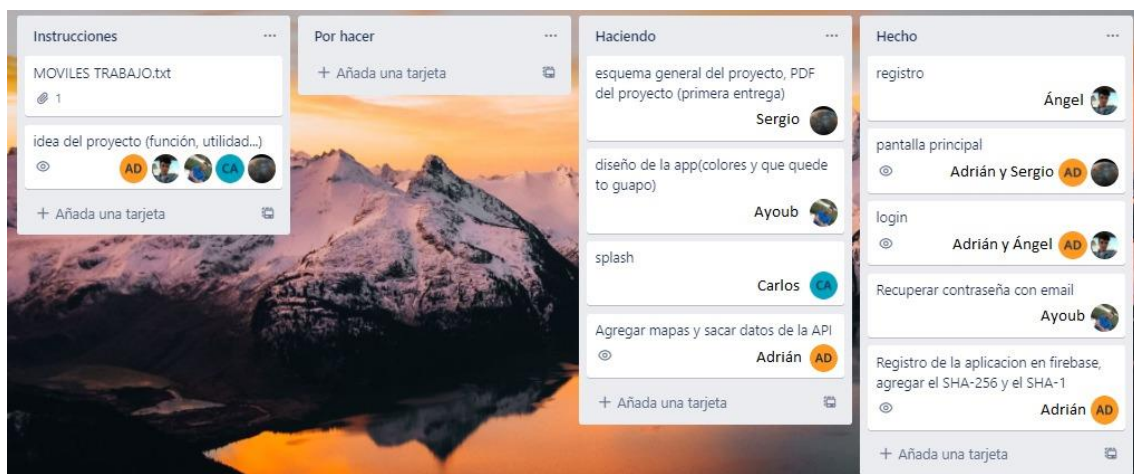 Instrucciones
MOVILES TRABAJO.txt
1
idea del proyecto (función, utilidad...)
AD CA
+ Añada una tarjeta
Por hacer
+ Añada una tarjeta
Haciendo
esquema general del proyecto, PDF
del proyecto (primera entrega)
Sergio
diseño de la app(colores y que quede
to guapo)
Ayoub
splash
Carlos CA
Agregar mapas y sacar datos de la API
Adrián AD
+ Añada una tarjeta
Hecho
registro
Ángel
pantalla principal
Adrián y Sergio AD
login
Adrián y Ángel AD
Recuperar contraseña con email
Ayoub
Registro de la aplicacion en firebase,
agregar el SHA-256 y el SHA-1
Adrián AD
+ Añada una tarjeta